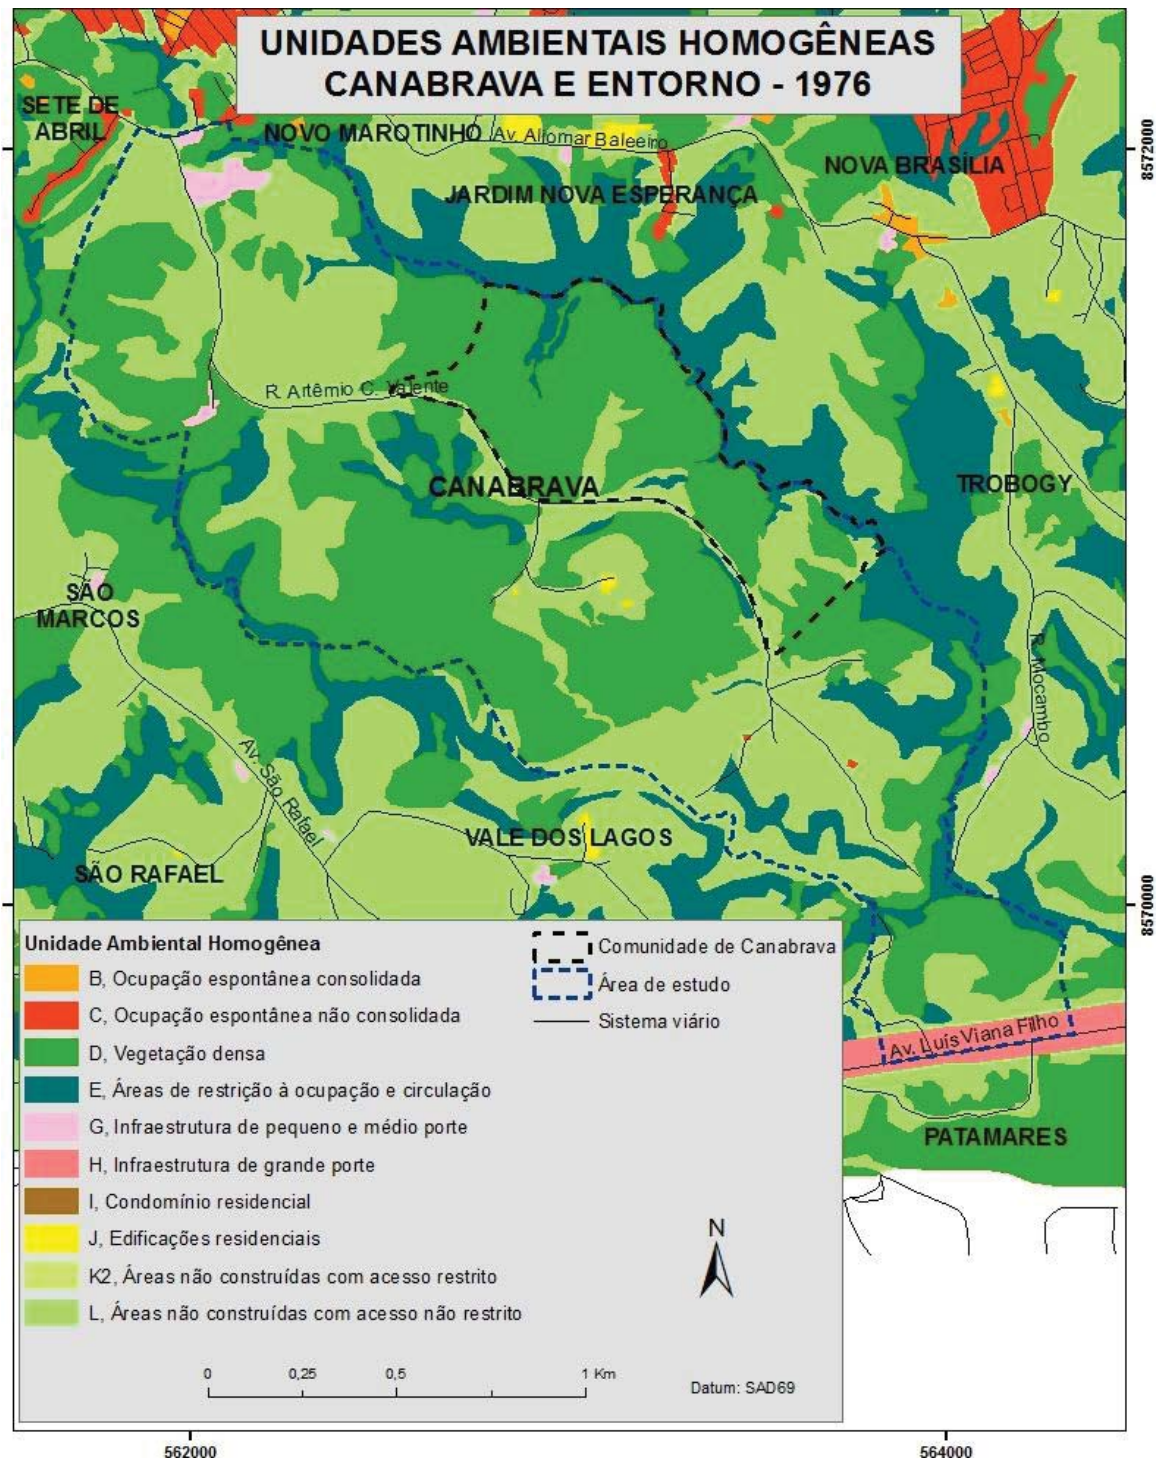 UNIDADES AMBIENTAIS HOMOGÊNEAS
CANABRAVA E ENTORNO - 1976
SETE DE
ABRIL
NOVO MAROTINHO
Av. Aliomar Baleeiro
JARDIM NOVA ESPERANÇA
NOVA BRASÍLIA
8572000
R. Artêmio C. Valente
CANABRAVA
TROBOGY
SÃO
MARCOS
R. Mocambo
Av. São Rafael
VALE DOS LAGOS
SÃO RAFAEL
8570000
Av. Luís Viana Filho
PATAMARES
Unidade Ambiental Homogênea
B, Ocupação espontânea consolidada
C, Ocupação espontânea não consolidada
D, Vegetação densa
E, Áreas de restrição à ocupação e circulação
G, Infraestrutura de pequeno e médio porte
H, Infraestrutura de grande porte
I, Condomínio residencial
J, Edificações residenciais
K2, Áreas não construídas com acesso restrito
L, Áreas não construídas com acesso não restrito
Comunidade de Canabrava
Área de estudo
Sistema viário
N
0 0,25 0,5 1 Km
Datum: SAD69
562000 564000